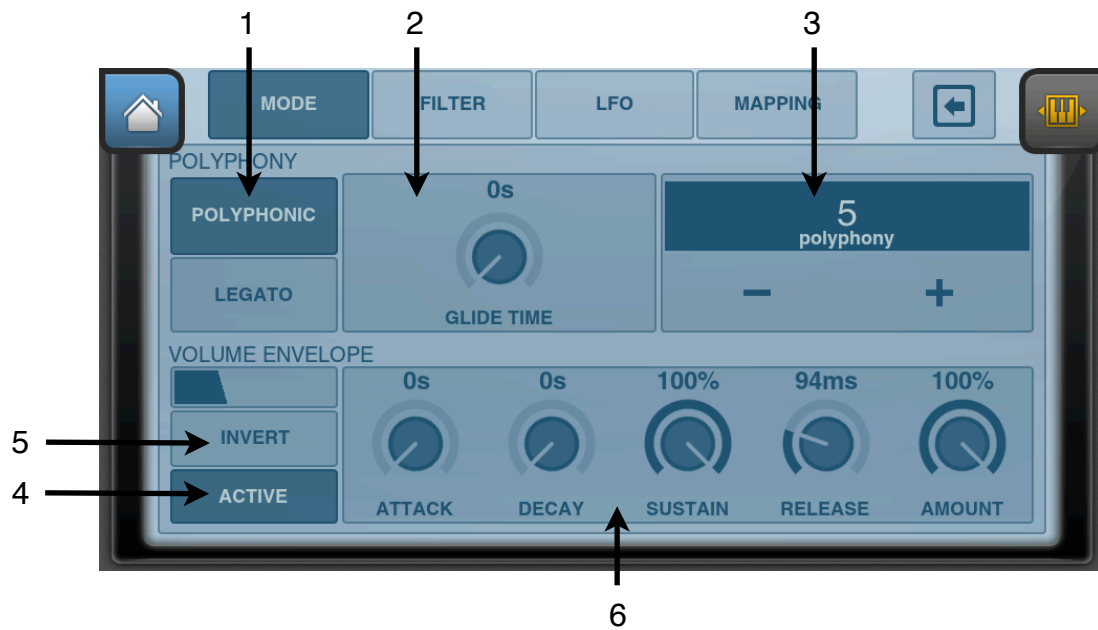 1 2 3
MODE FILTER LFO MAPPING
POLYPHONY
POLYPHONIC
0s
5
polyphony
− +
LEGATO
GLIDE TIME
VOLUME ENVELOPE
0s 0s 100% 94ms 100%
5
INVERT
4
ACTIVE
ATTACK DECAY SUSTAIN RELEASE AMOUNT
6